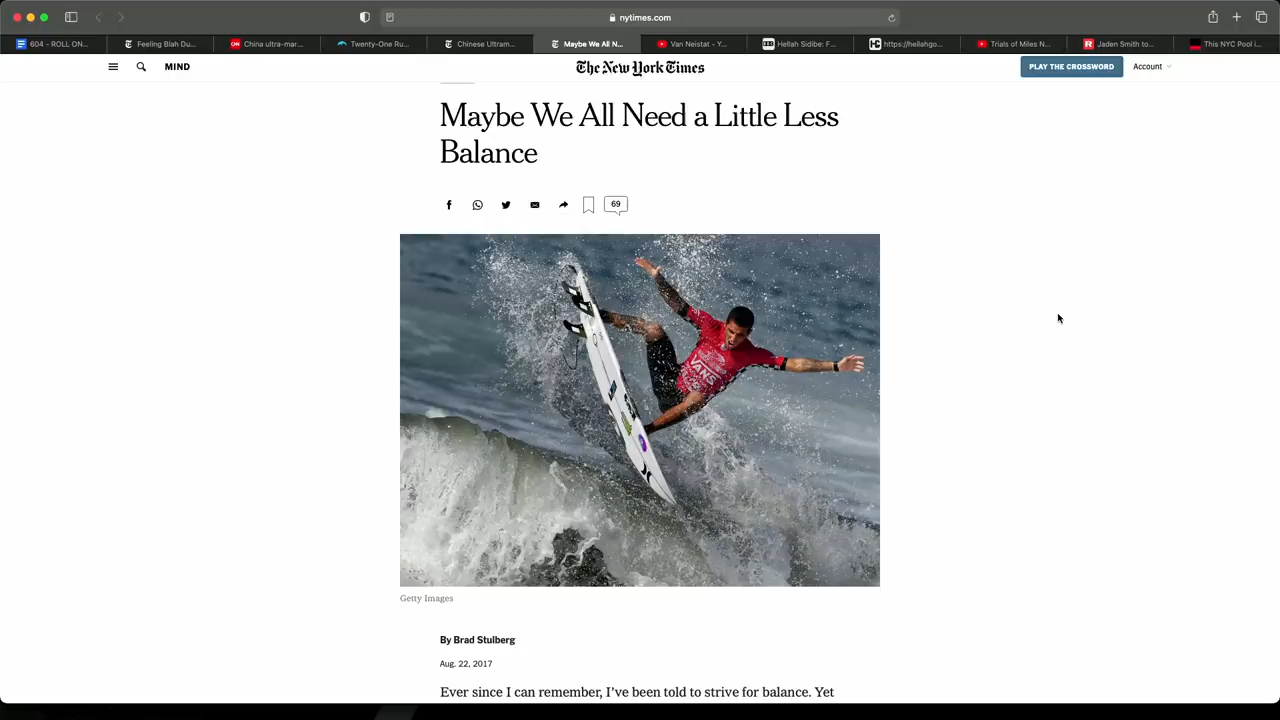 nytimes.com
604 - ROLL ON...
Feeling Blah Du...
China ultra-mar...
Twenty-One Ru...
Chinese Ultram...
Maybe We All N...
Van Neistat - Y...
Hellah Sidibe: F...
https://hellahgo...
Trials of Miles N...
Jaden Smith to...
This NYC Pool i...
MIND
The New York Times
PLAY THE CROSSWORD
Account
Maybe We All Need a Little Less
Balance
69
VANS
Getty Images
By Brad Stulberg
Aug. 22, 2017
Ever since I can remember, I’ve been told to strive for balance. Yet